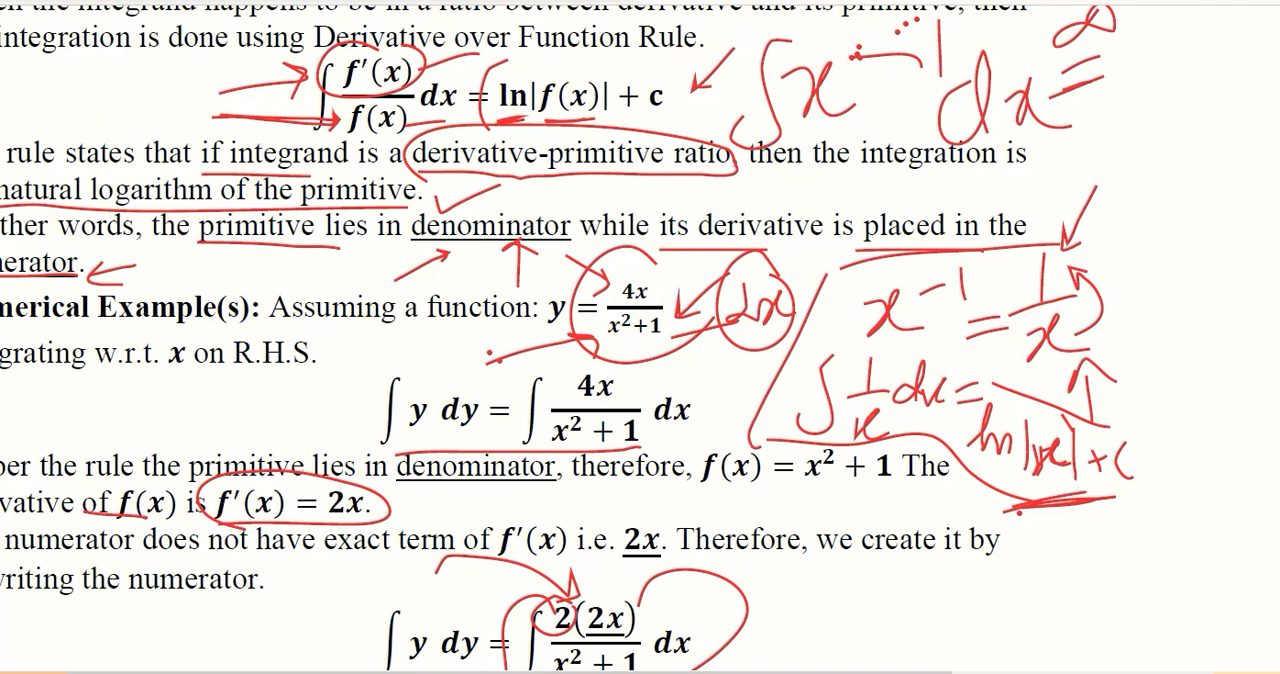 integration is done using Derivative over Function Rule.
∫ f′(x)/f(x) dx = ln|f(x)| + c
∫ x⁻¹ dx =
rule states that if integrand is a derivative-primitive ratio, then the integration is
natural logarithm of the primitive.
ther words, the primitive lies in denominator while its derivative is placed in the
merator.
merical Example(s): Assuming a function: y = 4x/(x²+1)
2x
x⁻¹ = 1/x
grating w.r.t. x on R.H.S.
∫ y dy = ∫ 4x/(x² + 1) dx
∫ 1/x dx = ln|x| + C
per the rule the primitive lies in denominator, therefore, f(x) = x² + 1 The
vative of f(x) is f′(x) = 2x.
numerator does not have exact term of f′(x) i.e. 2x. Therefore, we create it by
writing the numerator.
∫ y dy = ∫ 2(2x)/(x² + 1) dx